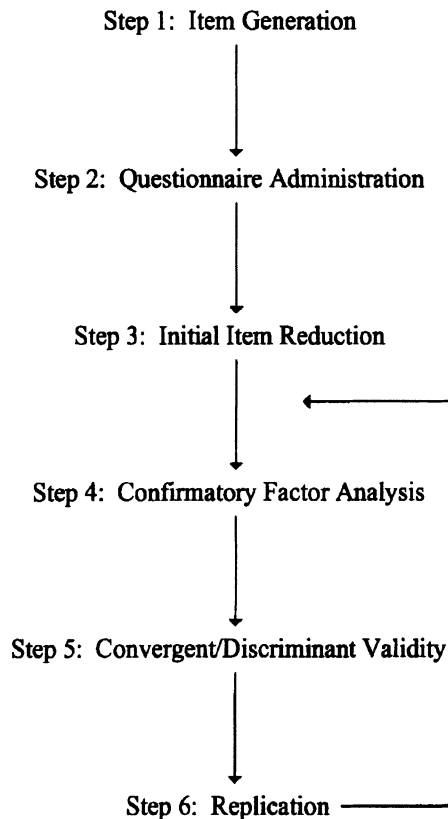 Step 1: Item Generation
Step 2: Questionnaire Administration
Step 3: Initial Item Reduction
Step 4: Confirmatory Factor Analysis
Step 5: Convergent/Discriminant Validity
Step 6: Replication